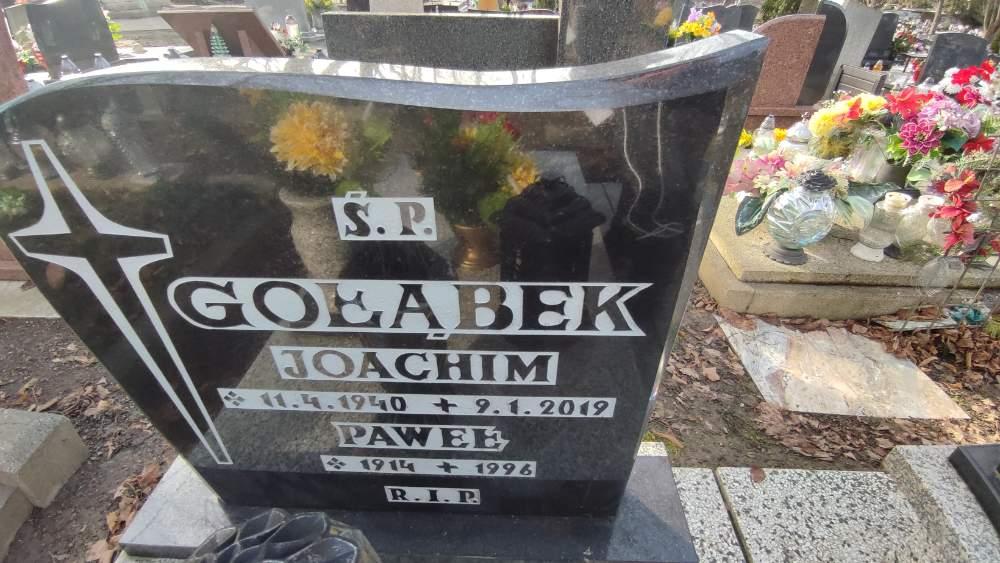 Ś.P.
GOŁĄBEK
JOACHIM
* 11.4.1940 + 9.1.2019
PAWEŁ
* 1914 + 1996
R.I.P.